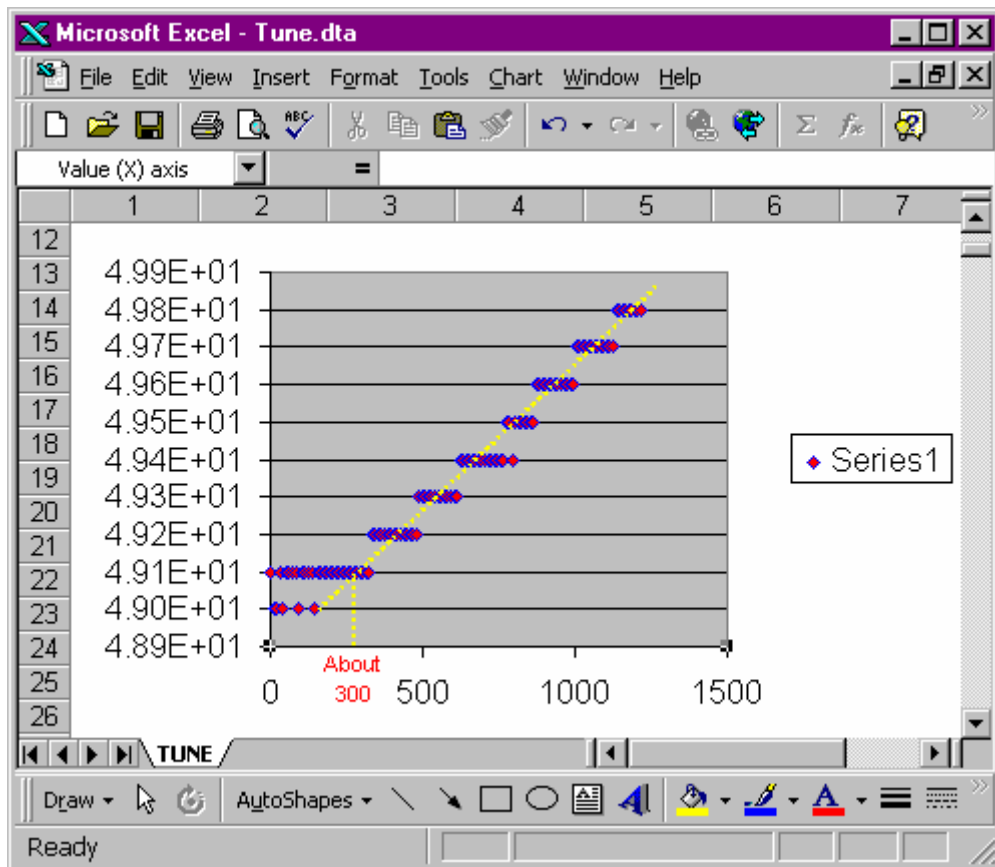 Microsoft Excel - Tune.dta
File Edit View Insert Format Tools Chart Window Help
ABC Σ fx ?
Value (X) axis =
1 2 3 4 5 6 7
12
13
14
15
16
17
18
19
20
21
22
23
24
25
26
4.99E+01
4.98E+01
4.97E+01
4.96E+01
4.95E+01
4.94E+01
4.93E+01
4.92E+01
4.91E+01
4.90E+01
4.89E+01
Series1
About
300
0 500 1000 1500
TUNE
Draw AutoShapes A A
Ready